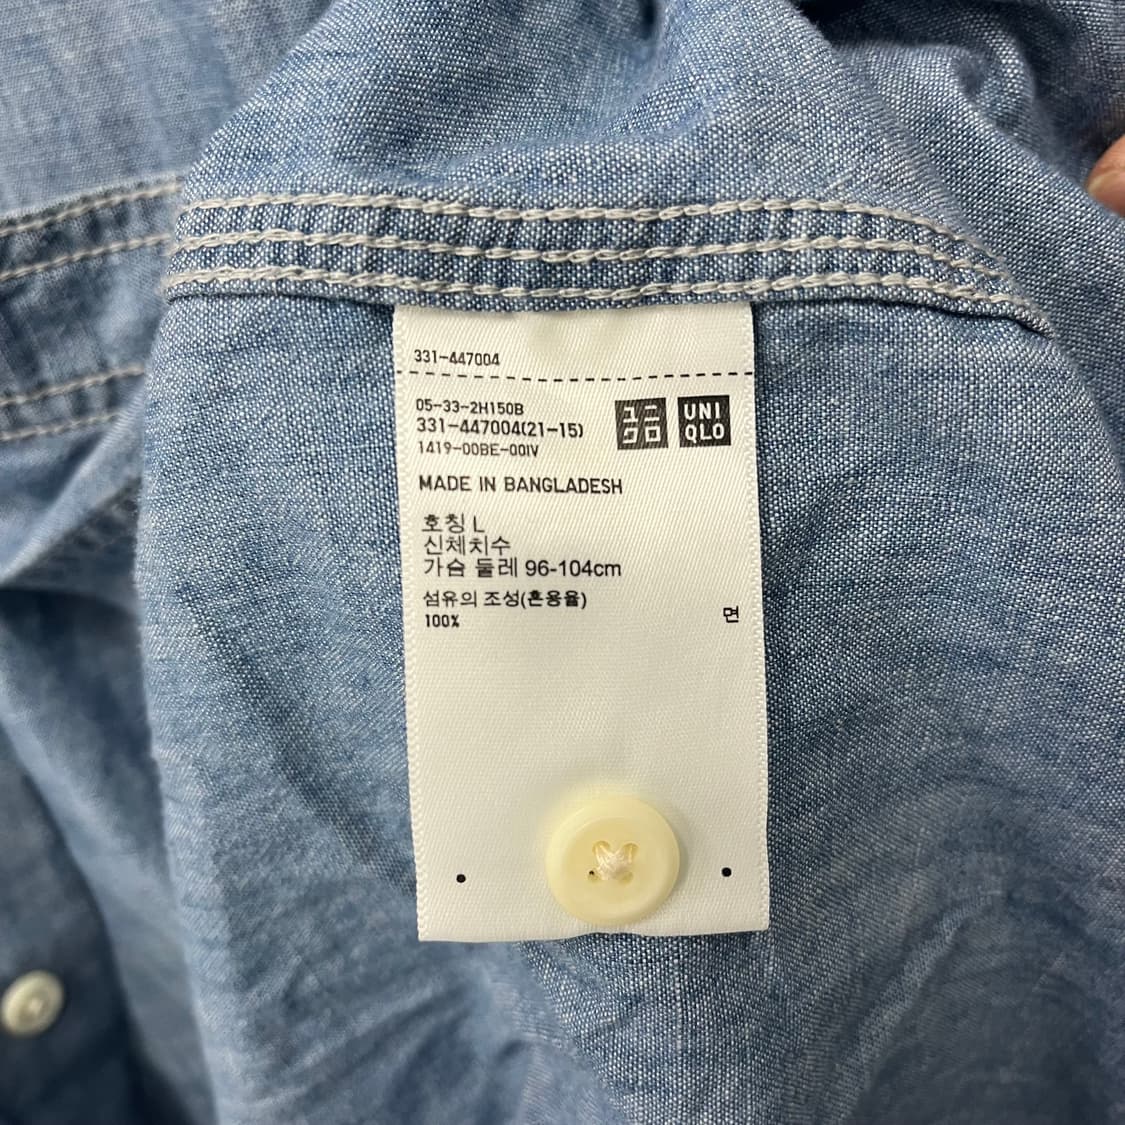 331-447004
05-33-2H150B
331-447004(21-15)
1419-00BE-00IV
ユニ
クロ
UNI
QLO
MADE IN BANGLADESH
호칭 L
신체치수
가슴 둘레 96-104cm
섬유의 조성(혼용율)
100% 면